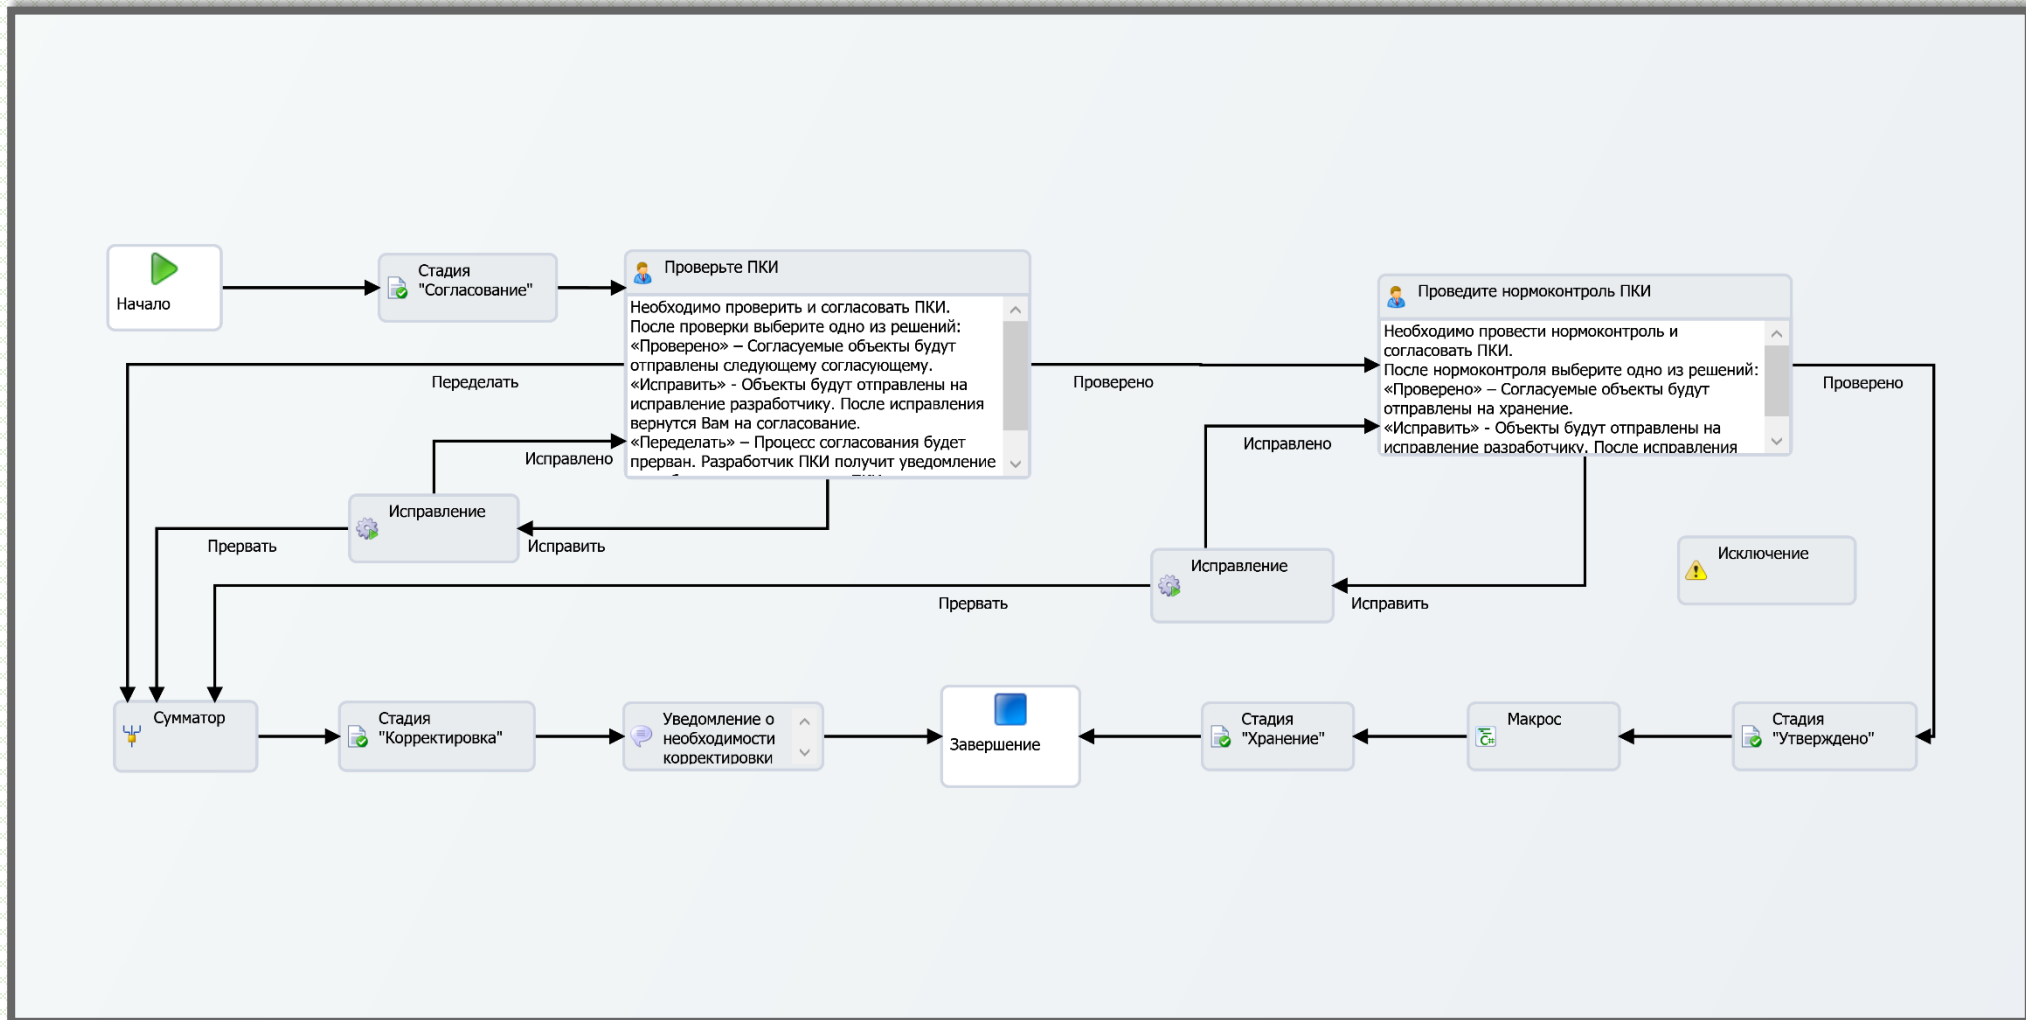 Начало
Стадия
"Согласование"
Проверьте ПКИ
Необходимо проверить и согласовать ПКИ.
После проверки выберите одно из решений:
«Проверено» – Согласуемые объекты будут
отправлены следующему согласующему.
«Исправить» - Объекты будут отправлены на
исправление разработчику. После исправления
вернутся Вам на согласование.
«Переделать» – Процесс согласования будет
прерван. Разработчик ПКИ получит уведомление
Проведите нормоконтроль ПКИ
Необходимо провести нормоконтроль и
согласовать ПКИ.
После нормоконтроля выберите одно из решений:
«Проверено» – Согласуемые объекты будут
отправлены на хранение.
«Исправить» - Объекты будут отправлены на
исправление разработчику. После исправления
Переделать
Проверено
Проверено
Исправлено
Исправлено
Исправление
Прервать
Исправить
Исправление
Прервать
Исправить
Исключение
Сумматор
Стадия
"Корректировка"
Уведомление о
необходимости
корректировки
Завершение
Стадия
"Хранение"
Макрос
Стадия
"Утверждено"